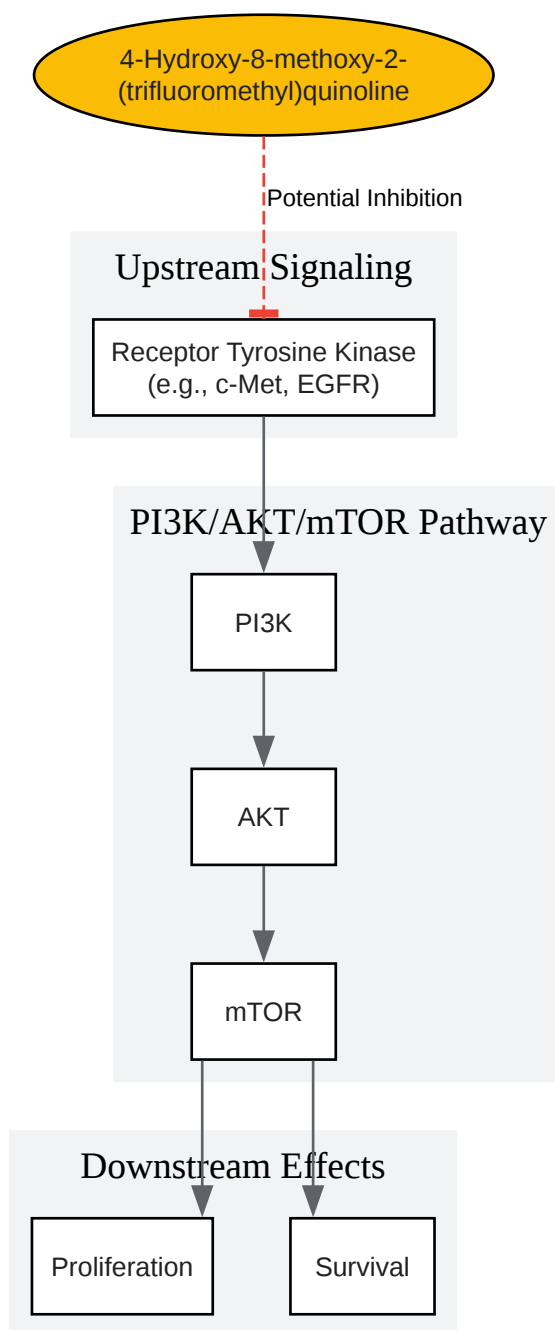 4-Hydroxy-8-methoxy-2-
(trifluoromethyl)quinoline
Potential Inhibition
Upstream Signaling
Receptor Tyrosine Kinase
(e.g., c-Met, EGFR)
PI3K/AKT/mTOR Pathway
PI3K
AKT
mTOR
Downstream Effects
Proliferation
Survival